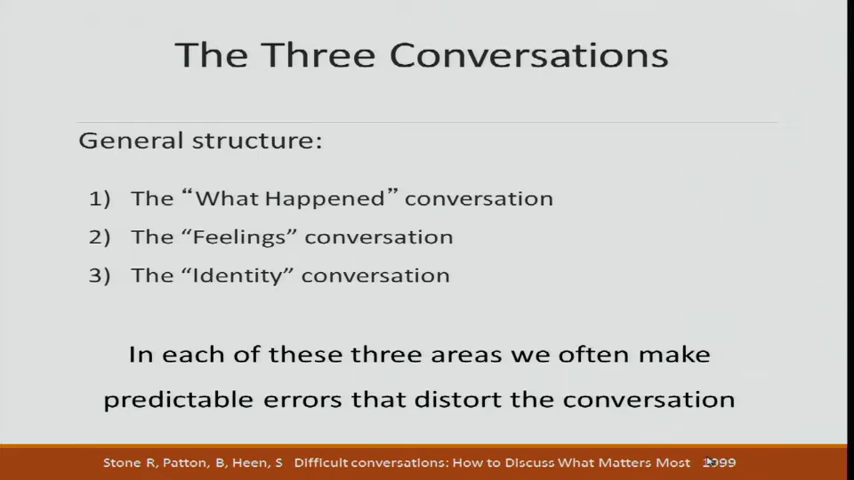 The Three Conversations
General structure:
1) The “What Happened” conversation
2) The “Feelings” conversation
3) The “Identity” conversation
In each of these three areas we often make
predictable errors that distort the conversation
Stone R, Patton, B, Heen, S Difficult conversations: How to Discuss What Matters Most 1999